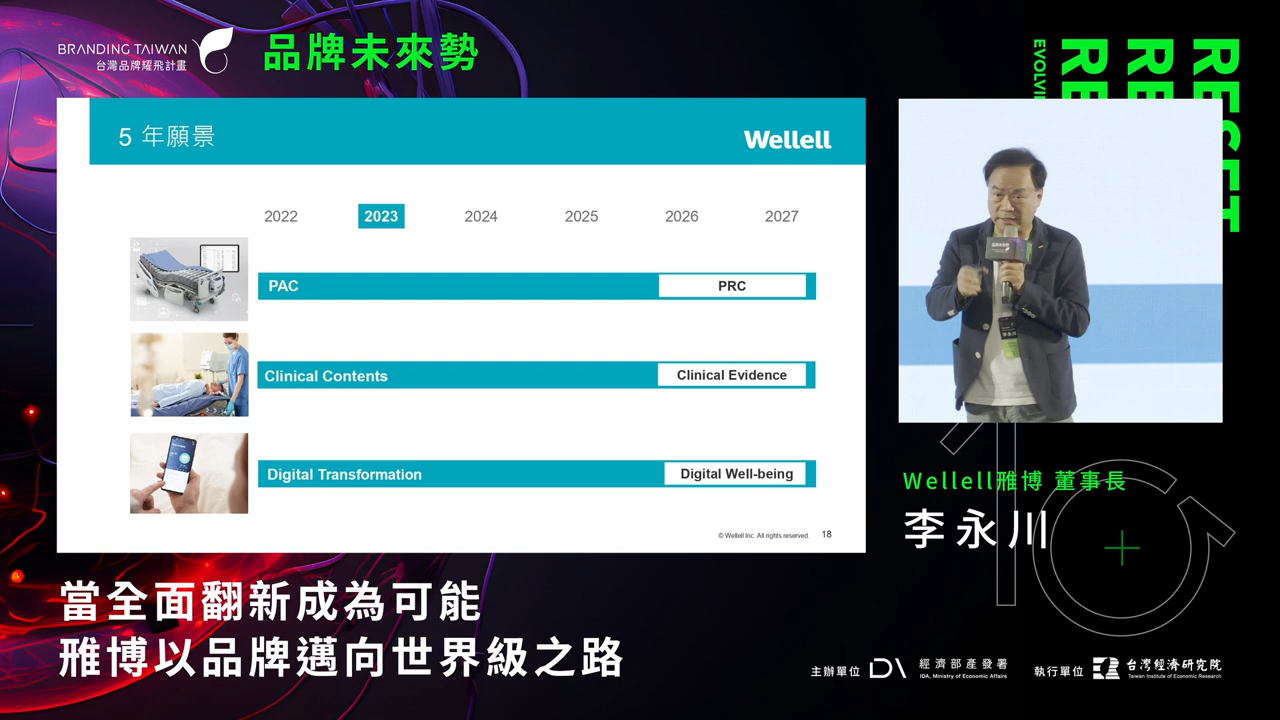 BRANDING TAIWAN
台灣品牌耀飛計畫
品牌未來勢
5 年願景
Wellell
2022 2023 2024 2025 2026 2027
PAC PRC
Clinical Contents Clinical Evidence
Digital Transformation Digital Well-being
© Wellell Inc. All rights reserved. 18
RESET
RE
RE
Wellell雃博 董事長
李永川
當全面翻新成為可能
雃博以品牌邁向世界級之路
主辦單位
經濟部產發署
IDA, Ministry of Economic Affairs
執行單位
台灣經濟研究院
Taiwan Institute of Economic Research